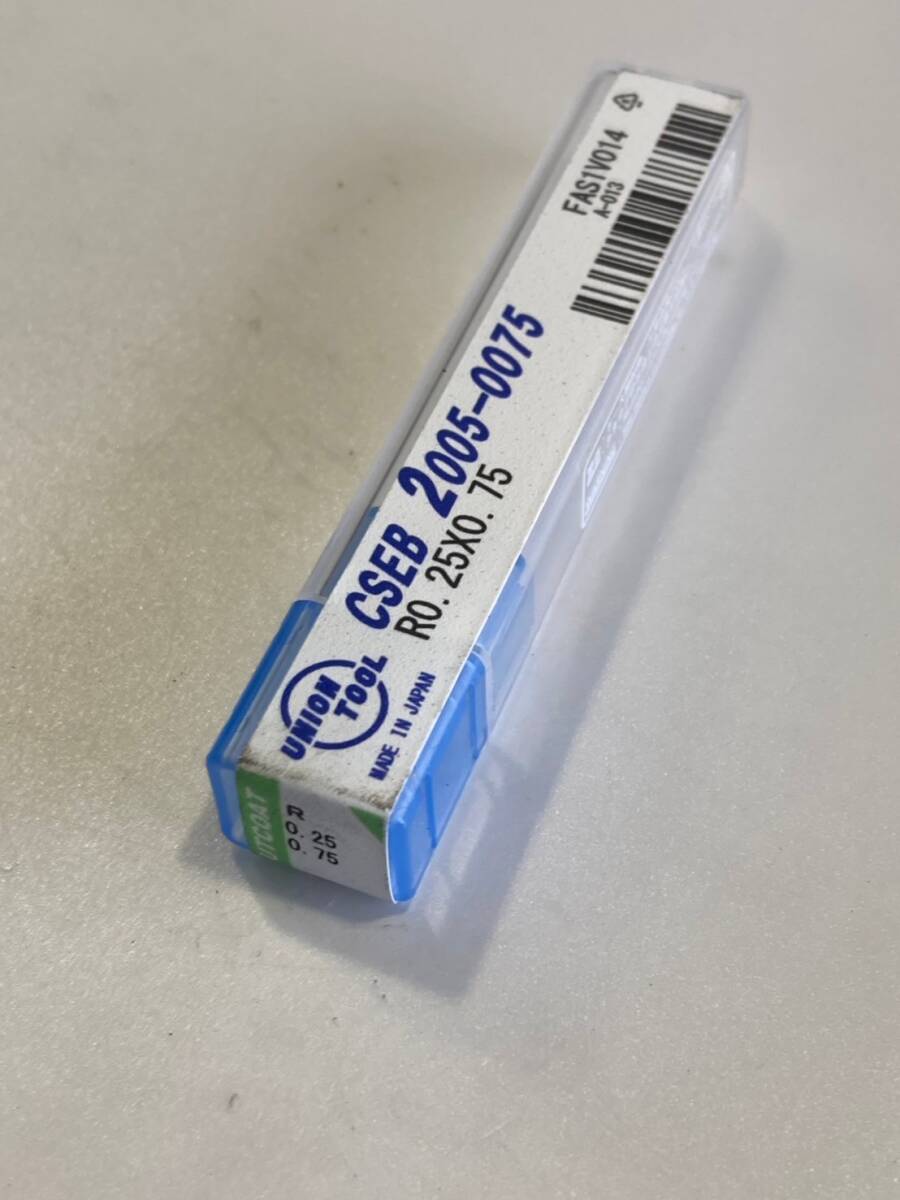 UNION
TOOL
MADE IN JAPAN
CSEB 2005-0075
R0.25X0.75
FAS1V014
A-013
UTCOAT
R
0.25
0.75